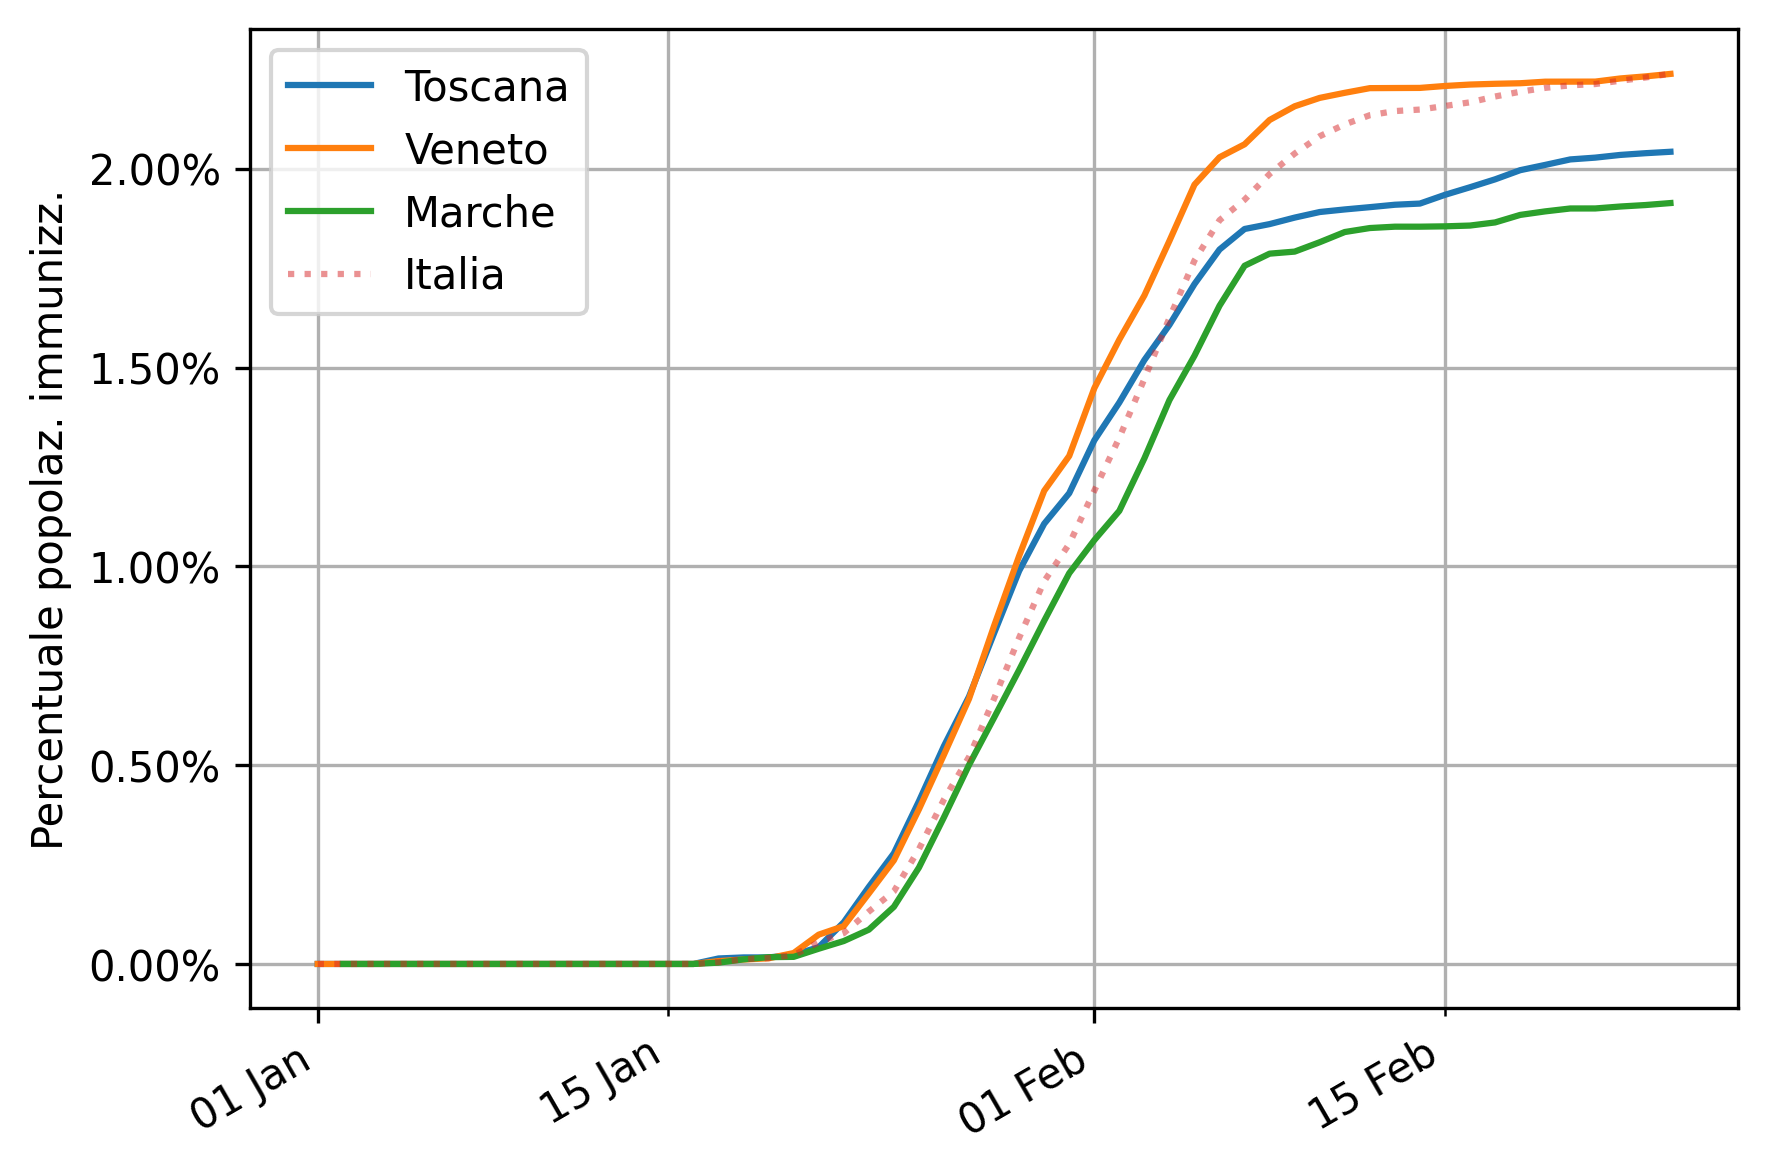 Toscana
Veneto
Marche
Italia
Percentuale popolaz. immunizz.
2.00%
1.50%
1.00%
0.50%
0.00%
01 Jan
15 Jan
01 Feb
15 Feb